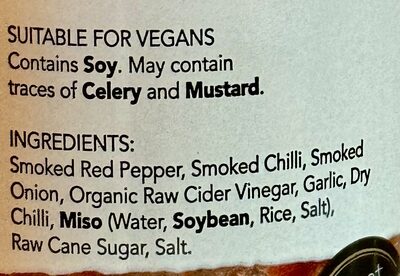 SUITABLE FOR VEGANS
Contains Soy. May contain
traces of Celery and Mustard.
INGREDIENTS:
Smoked Red Pepper, Smoked Chilli, Smoked
Onion, Organic Raw Cider Vinegar, Garlic, Dry
Chilli, Miso (Water, Soybean, Rice, Salt),
Raw Cane Sugar, Salt.